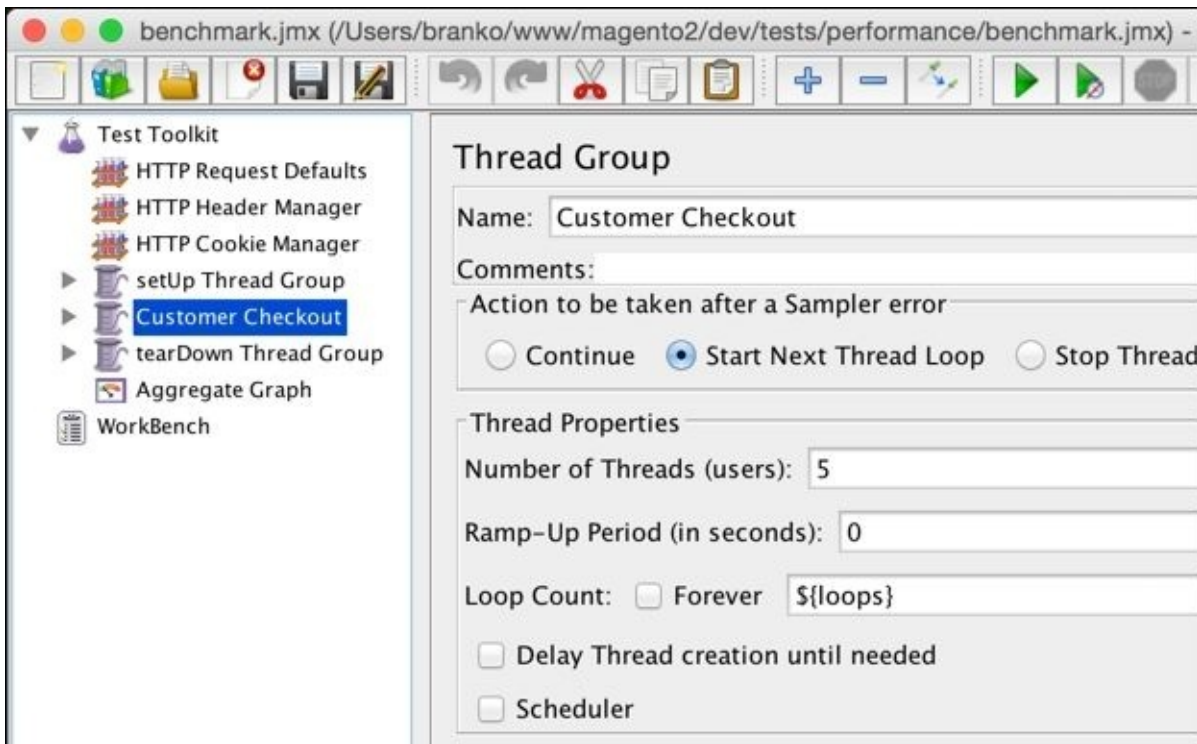 benchmark.jmx (/Users/branko/www/magento2/dev/tests/performance/benchmark.jmx) -
Test Toolkit
HTTP Request Defaults
HTTP Header Manager
HTTP Cookie Manager
setUp Thread Group
Customer Checkout
tearDown Thread Group
Aggregate Graph
WorkBench
Thread Group
Name: Customer Checkout
Comments:
Action to be taken after a Sampler error
Continue Start Next Thread Loop Stop Thread
Thread Properties
Number of Threads (users): 5
Ramp-Up Period (in seconds): 0
Loop Count: Forever ${loops}
Delay Thread creation until needed
Scheduler